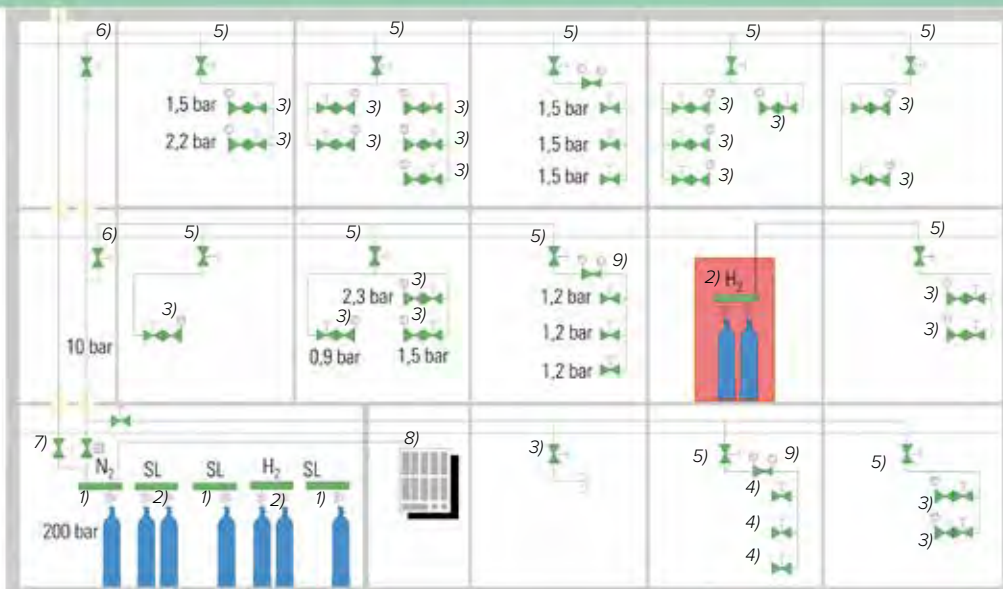 6) 5) 5) 5) 5) 5)
1,5 bar 3) 3) 3) 1,5 bar 3) 3) 3)
2,2 bar 3) 3) 3) 1,5 bar 3)
3) 1,5 bar 3) 3)
6) 5) 5) 5) 5)
9)
3) 2) H₂
2,3 bar 1,2 bar 3)
3) 3) 3)
10 bar 1,2 bar 3)
0,9 bar 1,5 bar 1,2 bar
7) 8) 3) 5) 9) 5)
N₂ SL SL H₂ SL
1) 2) 1) 2) 1) 4) 3)
200 bar 4) 3)
4)